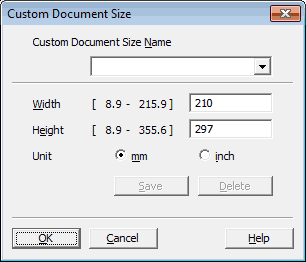 Custom Document Size
Custom Document Size Name
Width [ 8.9 - 215.9 ] 210
Height [ 8.9 - 355.6 ] 297
Unit mm inch
Save Delete
OK Cancel Help